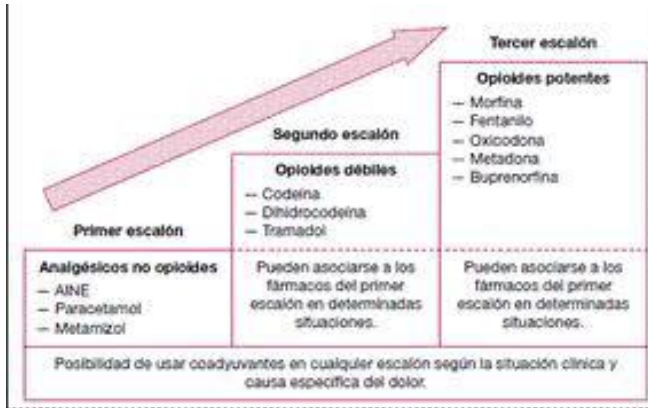 Tercer escalón
Opioides potentes
— Morfina
— Fentanilo
— Oxicodona
— Metadona
— Buprenorfina
Segundo escalón
Opioides débiles
— Codeína
— Dihidrocodeína
— Tramadol
Primer escalón
Analgésicos no opioides
— AINE
— Paracetamol
— Metamizol
Pueden asociarse a los
fármacos del primer
escalón en determinadas
situaciones.
Pueden asociarse a los
fármacos del primer
escalón en determinadas
situaciones.
Posibilidad de usar coadyuvantes en cualquier escalón según la situación clínica y
causa específica del dolor.